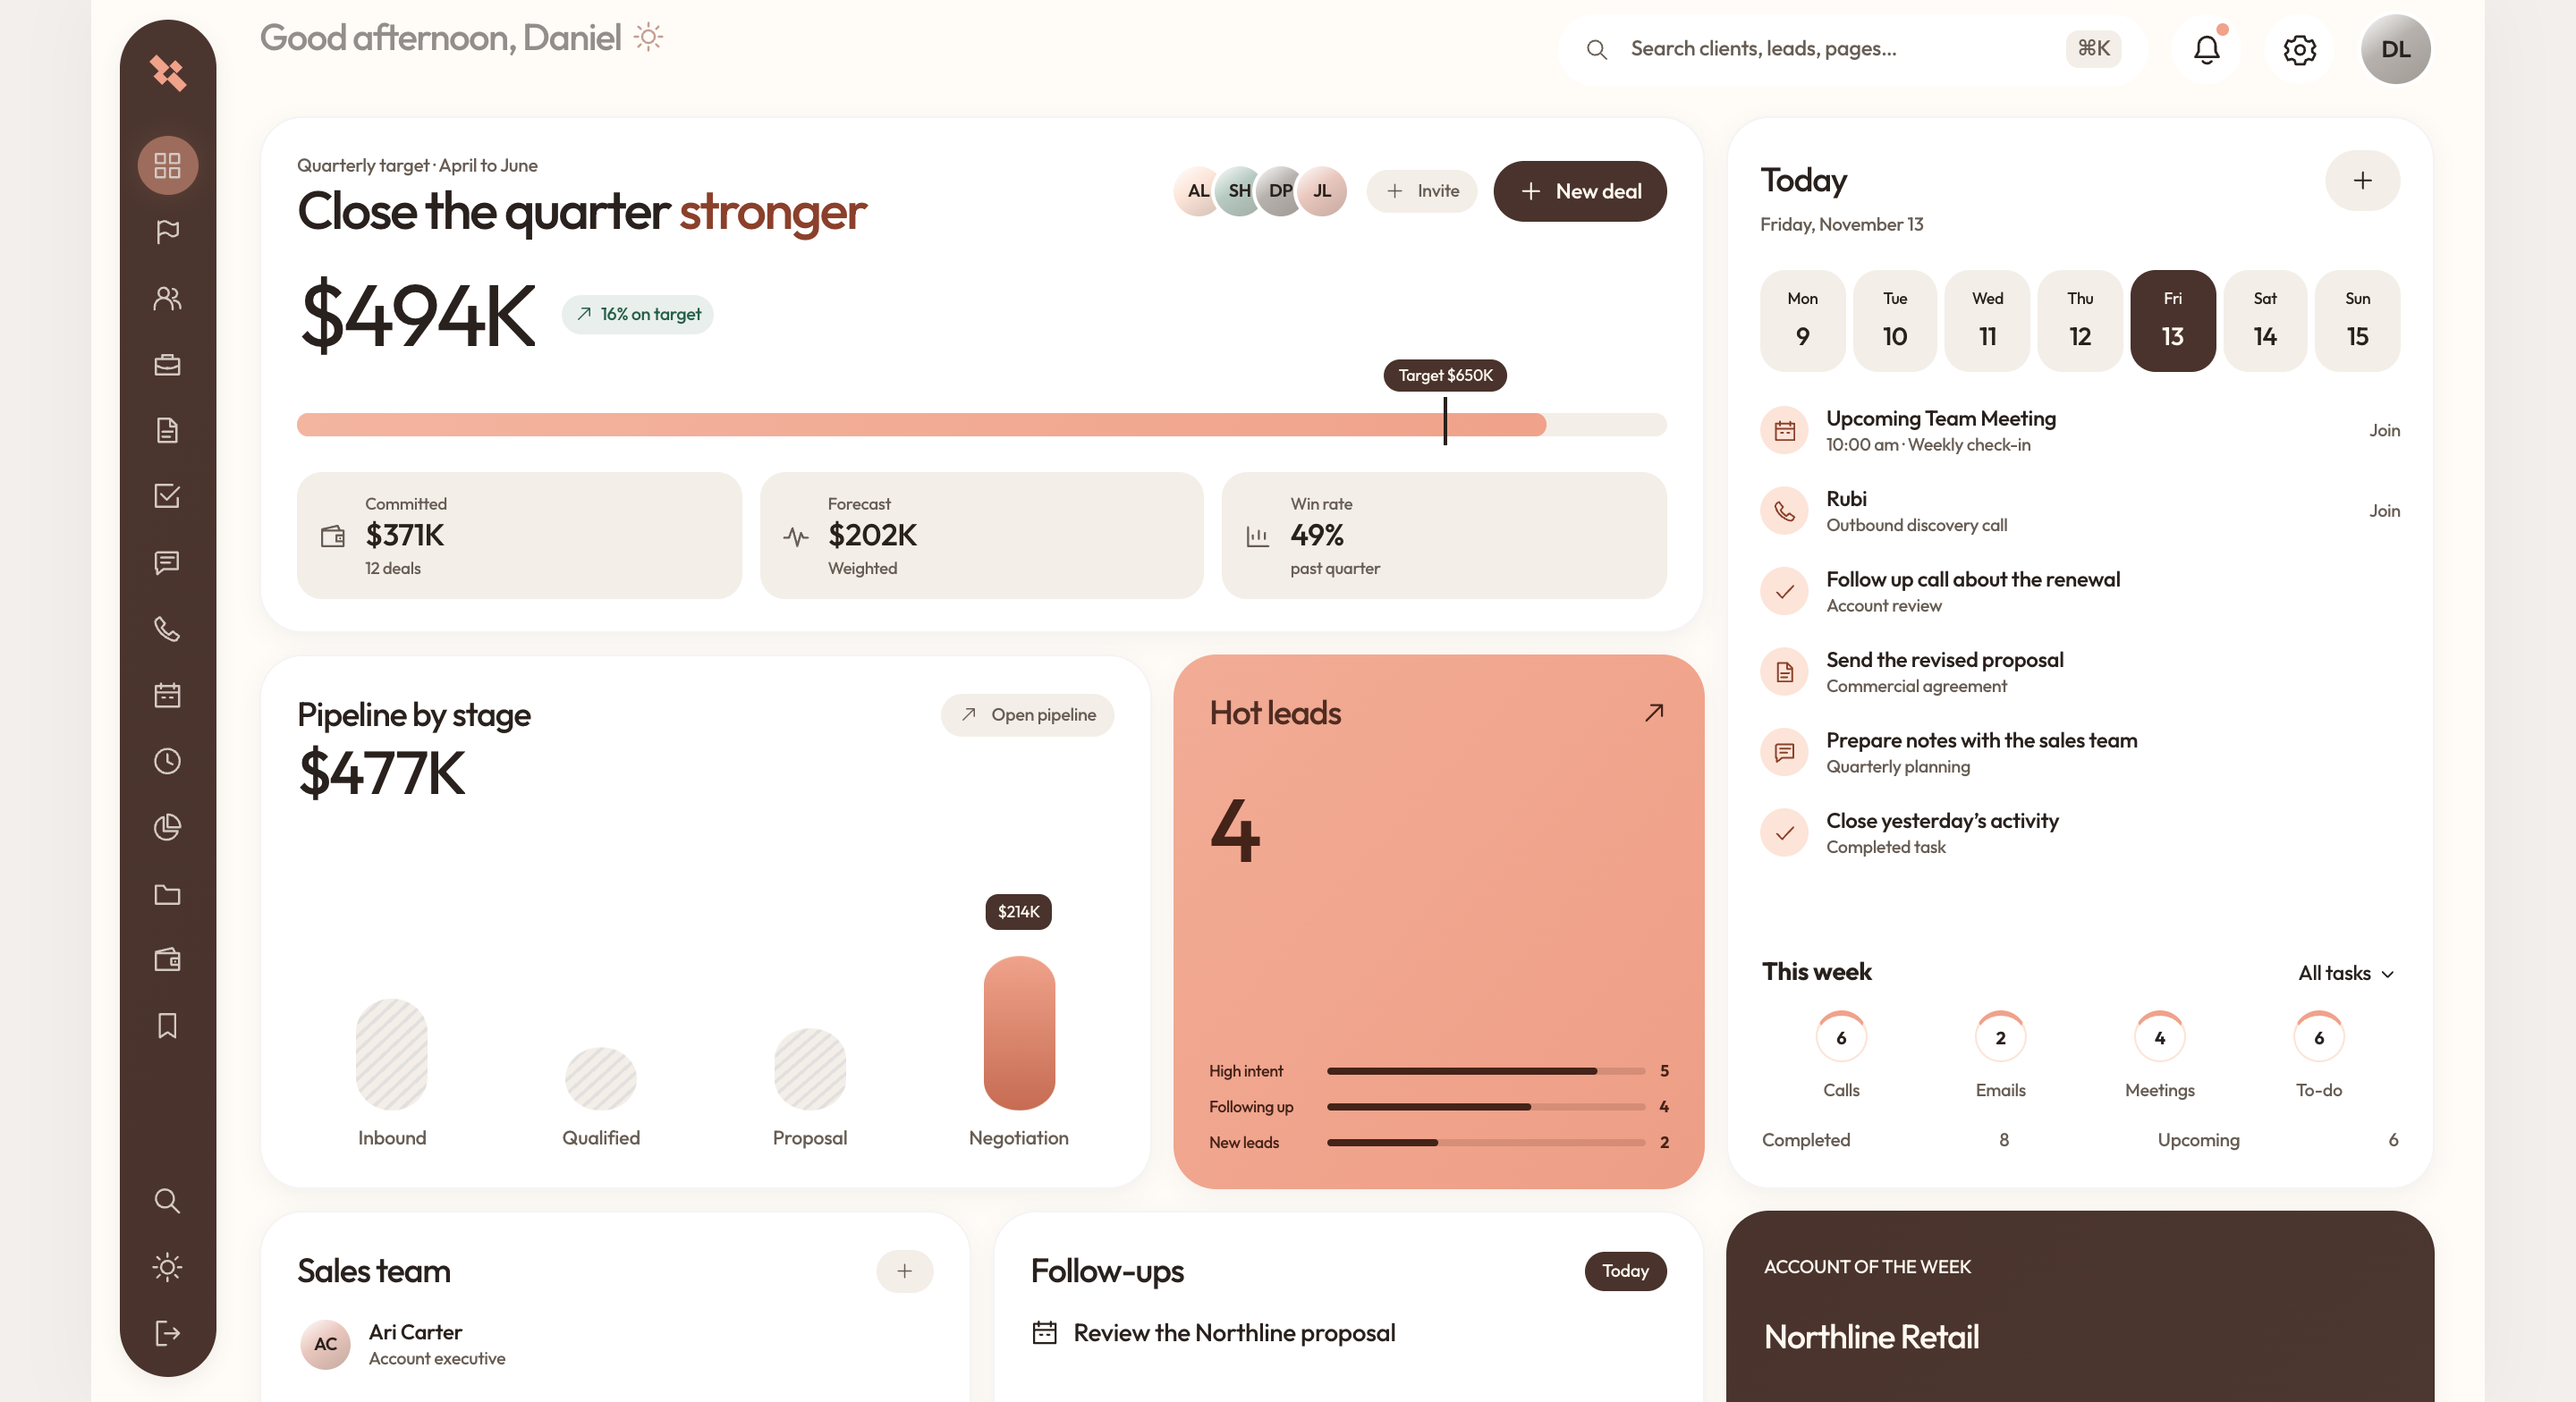 Good afternoon, Daniel
Search clients, leads, pages...
⌘K
DL
Quarterly target · April to June
Close the quarter stronger
AL
SH
DP
JL
Invite
New deal
$494K
16% on target
Target $650K
Committed
$371K
12 deals
Forecast
$202K
Weighted
Win rate
49%
past quarter
Pipeline by stage
$477K
Open pipeline
$214K
Inbound
Qualified
Proposal
Negotiation
Hot leads
4
High intent 5
Following up 4
New leads 2
Today
Friday, November 13
Mon Tue Wed Thu Fri Sat Sun
9 10 11 12 13 14 15
Upcoming Team Meeting
10:00 am · Weekly check-in
Join
Rubi
Outbound discovery call
Join
Follow up call about the renewal
Account review
Send the revised proposal
Commercial agreement
Prepare notes with the sales team
Quarterly planning
Close yesterday’s activity
Completed task
This week
All tasks
6 2 4 6
Calls Emails Meetings To-do
Completed 8 Upcoming 6
Sales team
AC
Ari Carter
Account executive
Follow-ups
Today
Review the Northline proposal
ACCOUNT OF THE WEEK
Northline Retail